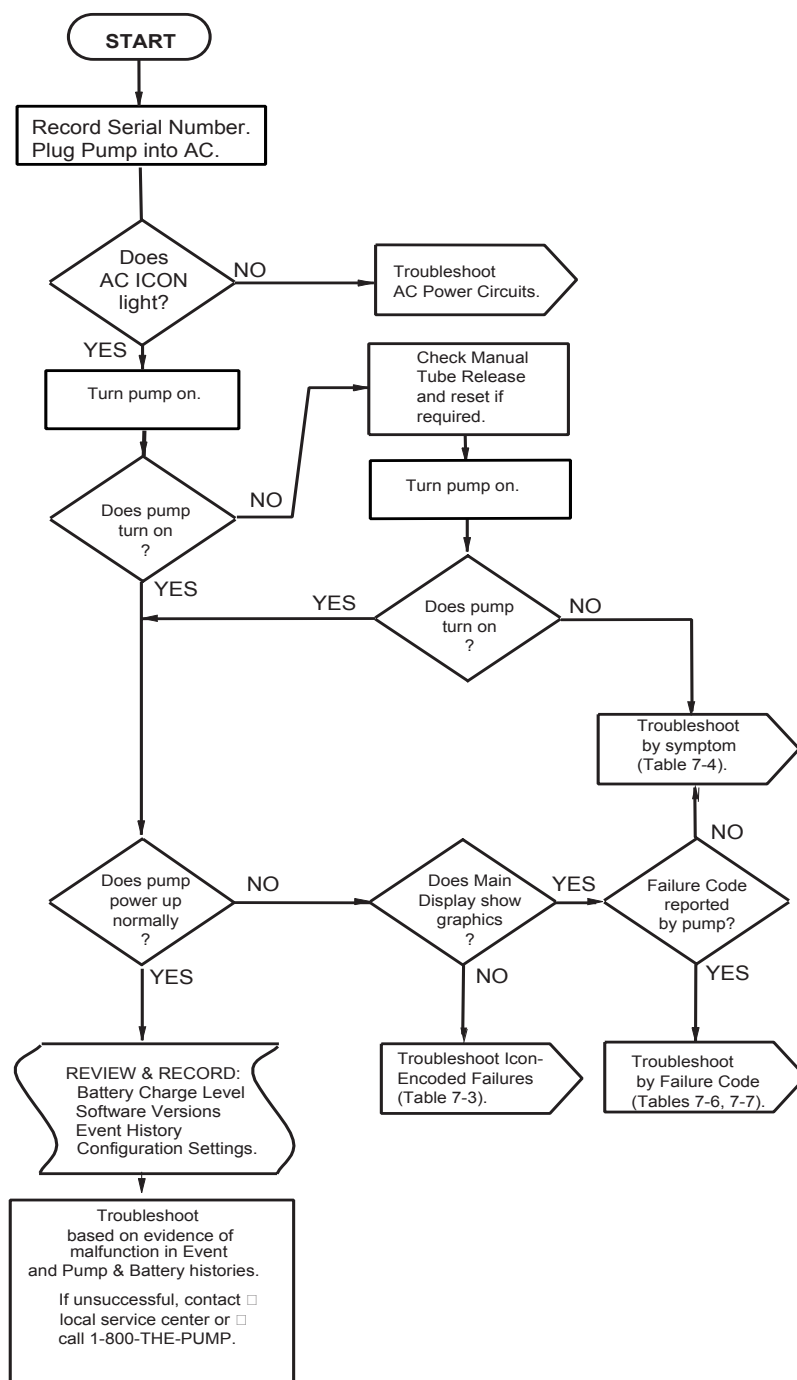 START
Record Serial Number.
Plug Pump into AC.
Does
AC ICON
light?
NO
Troubleshoot
AC Power Circuits.
YES
Turn pump on.
Check Manual
Tube Release
and reset if
required.
Does pump
turn on
?
NO
Turn pump on.
YES
Does pump
turn on
?
YES
NO
Troubleshoot
by symptom
(Table 7-4).
Does pump
power up
normally
?
NO
Does Main
Display show
graphics
?
YES
Failure Code
reported
by pump?
NO
YES
NO
YES
REVIEW & RECORD:
Battery Charge Level
Software Versions
Event History
Configuration Settings.
Troubleshoot Icon-
Encoded Failures
(Table 7-3).
Troubleshoot
by Failure Code
(Tables 7-6, 7-7).
Troubleshoot
based on evidence of
malfunction in Event
and Pump & Battery histories.
If unsuccessful, contact □
local service center or □
call 1-800-THE-PUMP.